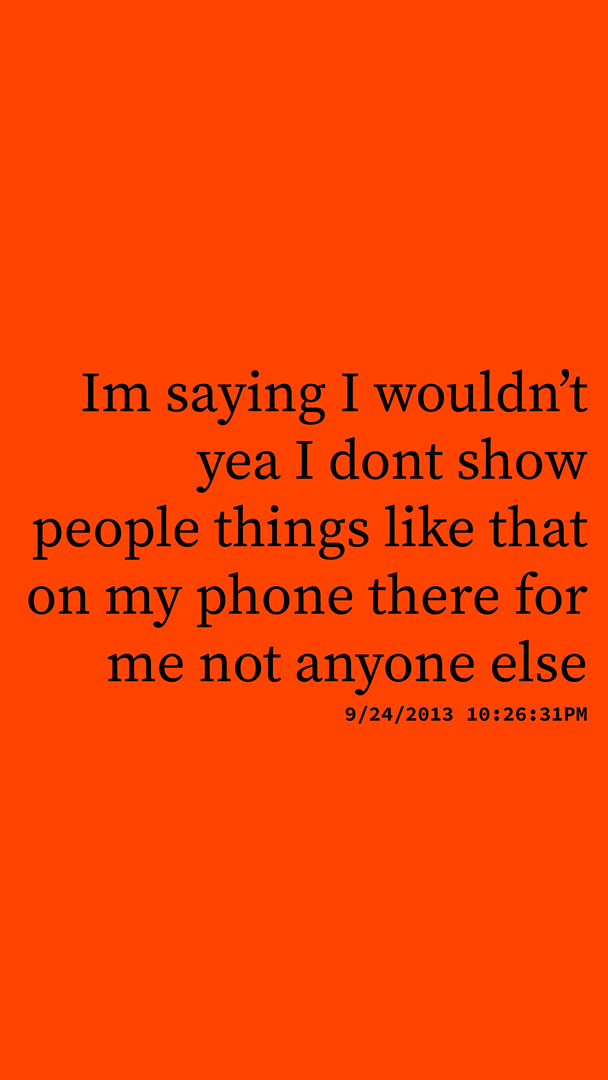 Im saying I wouldn’t
yea I dont show
people things like that
on my phone there for
me not anyone else
9/24/2013 10:26:31PM